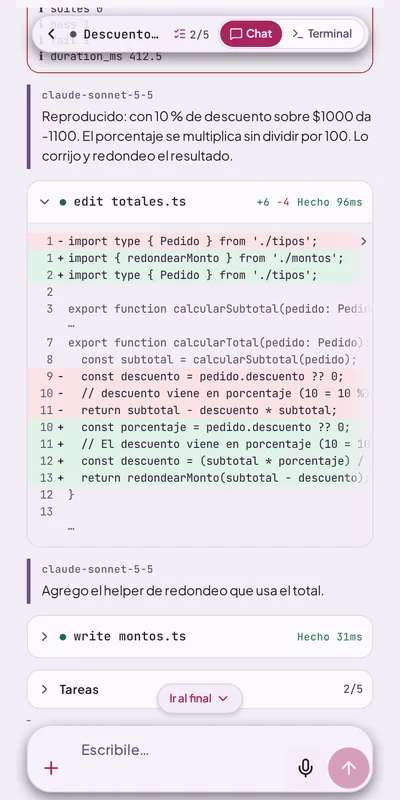 ℹ suites 0
ℹ pass 1
ℹ fail 1
Descuento… 2/5 Chat >_ Terminal
ℹ duration_ms 412.5
claude-sonnet-5-5
Reproducido: con 10 % de descuento sobre $1000 da
-1100. El porcentaje se multiplica sin dividir por 100. Lo
corrijo y redondeo el resultado.
edit totales.ts +6 -4 Hecho 96ms
1 - import type { Pedido } from './tipos';
1 + import { redondearMonto } from './montos';
2 + import type { Pedido } from './tipos';
2
3 export function calcularSubtotal(pedido: Pedid
…
7 export function calcularTotal(pedido: Pedido)
8 const subtotal = calcularSubtotal(pedido);
9 - const descuento = pedido.descuento ?? 0;
10 - // descuento viene en porcentaje (10 = 10 %)
11 - return subtotal - descuento * subtotal;
10 + const porcentaje = pedido.descuento ?? 0;
11 + // El descuento viene en porcentaje (10 = 10
12 + const descuento = (subtotal * porcentaje) /
13 + return redondearMonto(subtotal - descuento);
12 }
13
…
claude-sonnet-5-5
Agrego el helper de redondeo que usa el total.
write montos.ts Hecho 31ms
Tareas 2/5
Ir al final
Escribile…